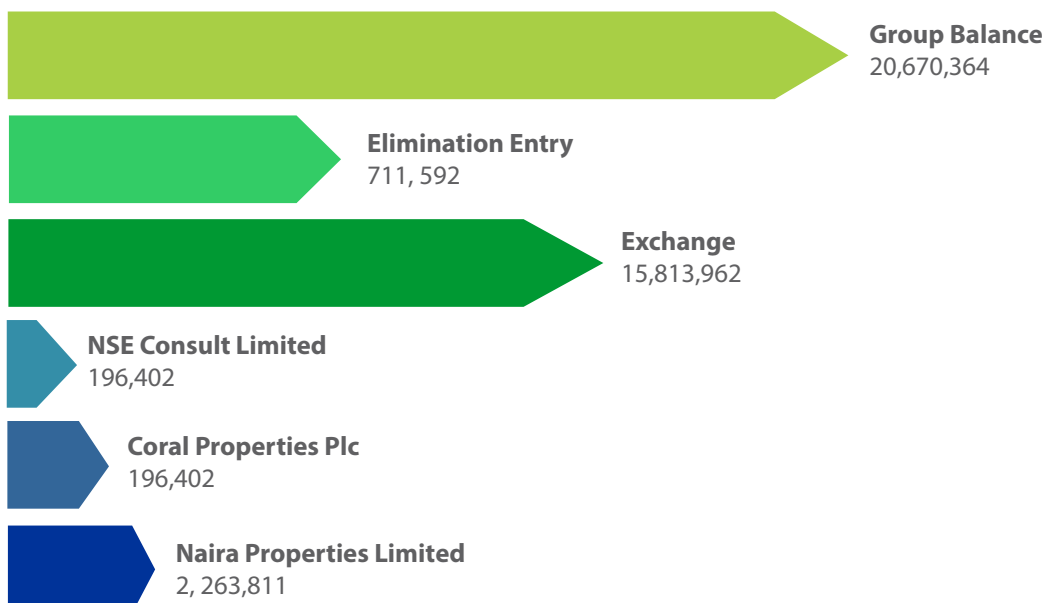 Group Balance
20,670,364
Elimination Entry
711, 592
Exchange
15,813,962
NSE Consult Limited
196,402
Coral Properties Plc
196,402
Naira Properties Limited
2, 263,811